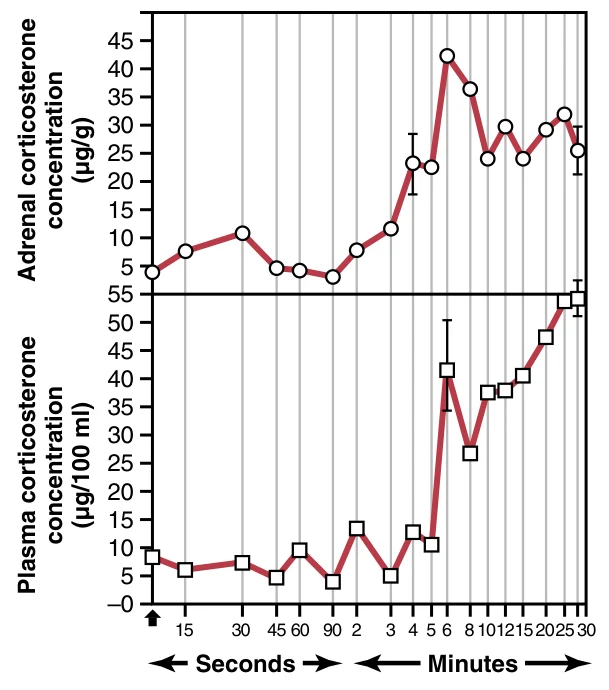 Adrenal corticosterone
concentration
(µg/g)
45
40
35
30
25
20
15
10
5
Plasma corticosterone
concentration
(µg/100 ml)
55
50
45
40
35
30
25
20
15
10
5
–0
15 30 45 60 90 2 3 4 5 6 8 10 12 15 20 25 30
Seconds Minutes